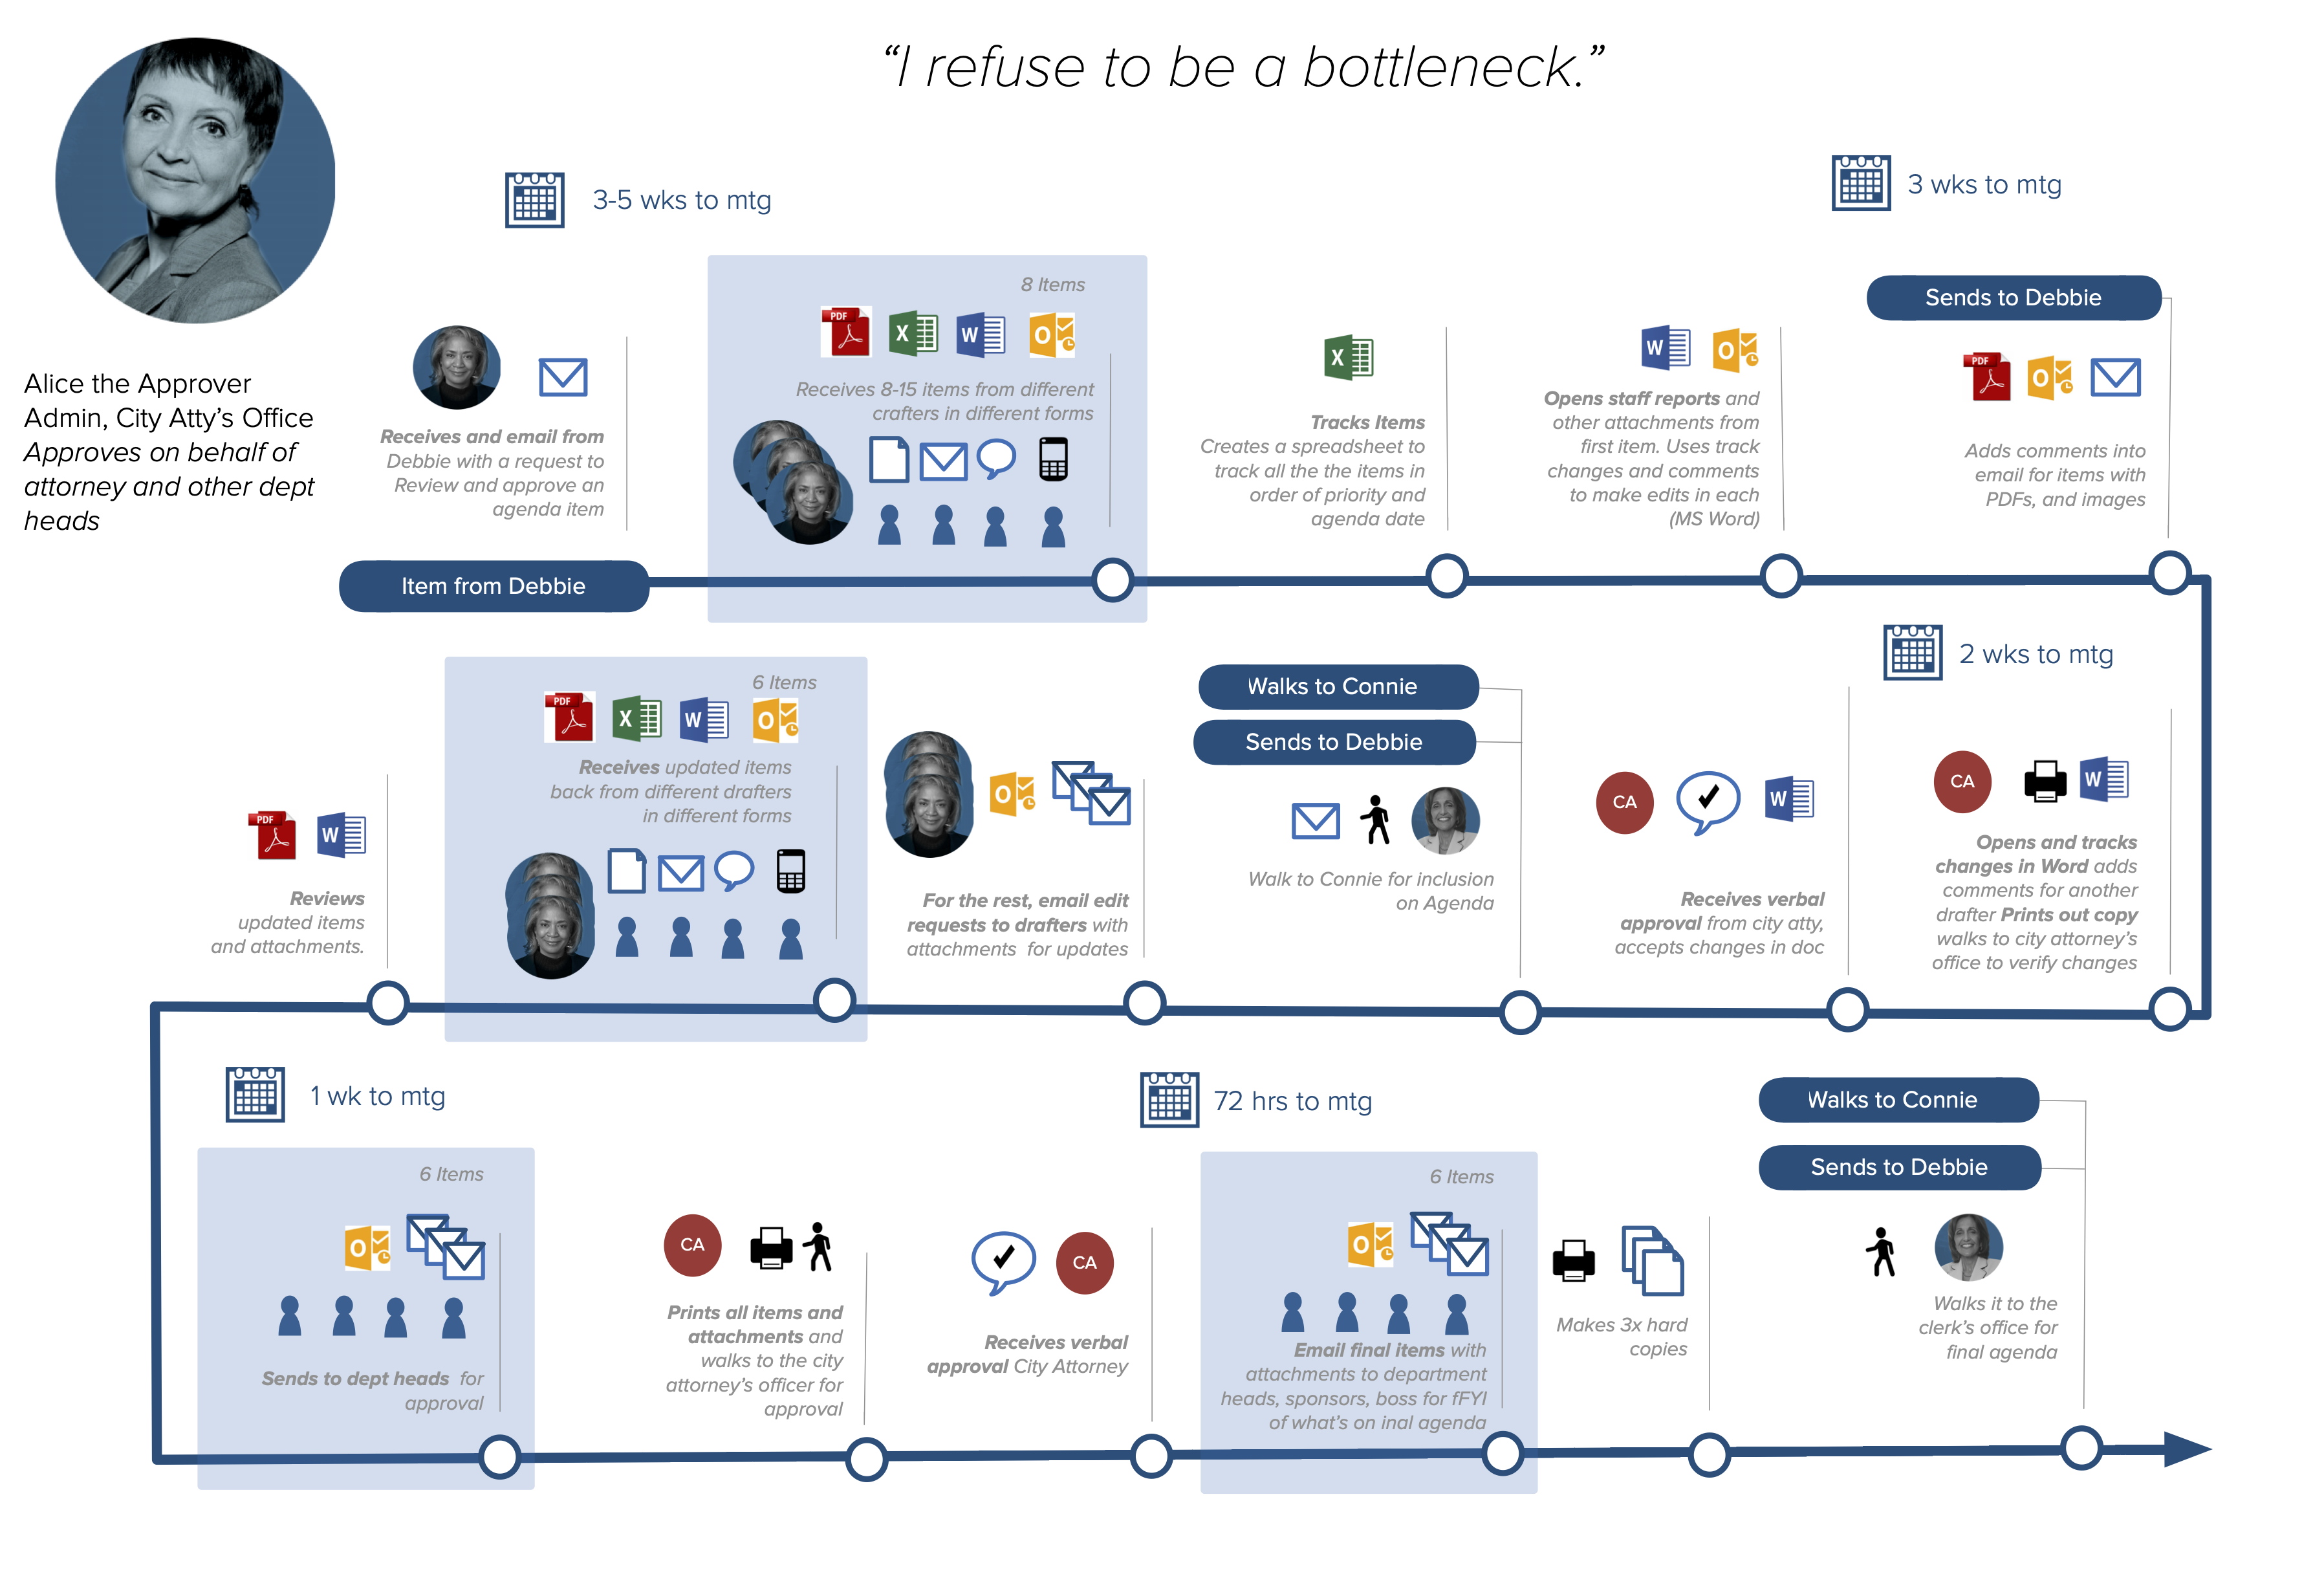 “I refuse to be a bottleneck.”
Alice the Approver
Admin, City Atty’s Office
Approves on behalf of
attorney and other dept
heads
3-5 wks to mtg
3 wks to mtg
Receives and email from
Debbie with a request to
Review and approve an
agenda item
Item from Debbie
8 Items
PDF
X
W
O
Receives 8-15 items from different
crafters in different forms
X
Tracks Items
Creates a spreadsheet to
track all the the items in
order of priority and
agenda date
W
O
Opens staff reports and
other attachments from
first item. Uses track
changes and comments
to make edits in each
(MS Word)
Sends to Debbie
PDF
O
Adds comments into
email for items with
PDFs, and images
2 wks to mtg
CA
W
Opens and tracks
changes in Word adds
comments for another
drafter Prints out copy
walks to city attorney’s
office to verify changes
CA
W
Receives verbal
approval from city atty,
accepts changes in doc
Walks to Connie
Sends to Debbie
Walk to Connie for inclusion
on Agenda
O
For the rest, email edit
requests to drafters with
attachments for updates
6 Items
PDF
X
W
O
Receives updated items
back from different drafters
in different forms
PDF
W
Reviews
updated items
and attachments.
1 wk to mtg
6 Items
O
Sends to dept heads for
approval
CA
Prints all items and
attachments and
walks to the city
attorney’s officer for
approval
CA
Receives verbal
approval City Attorney
72 hrs to mtg
6 Items
O
Email final items with
attachments to department
heads, sponsors, boss for fFYI
of what’s on inal agenda
Makes 3x hard
copies
Walks to Connie
Sends to Debbie
Walks it to the
clerk’s office for
final agenda